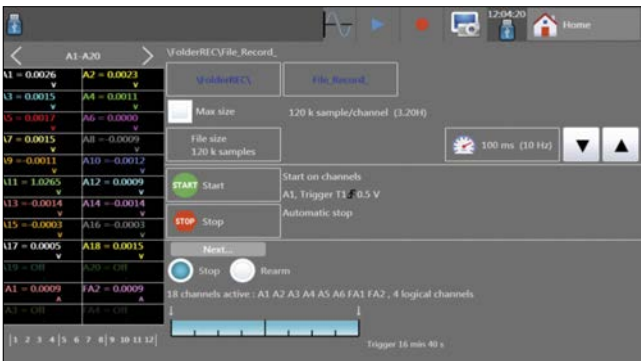 12:04:20
Home
A1-A20
\FolderREC\File_Record_
A1 = 0.0026 V
A2 = 0.0023 V
\FolderREC\
File_Record_
A3 = 0.0015 V
A4 = 0.0011 V
Max size
120 k sample/channel (3.20H)
A5 = 0.0017 V
A6 = 0.0000 V
A7 = 0.0015 V
A8 = -0.0009 V
File size
120 k samples
100 ms (10 Hz)
A9 = -0.0011 V
A10 = -0.0012 V
A11 = 1.0265 V
A12 = 0.0009 V
START Start
Start on channels
A1, Trigger T1 0.5 V
A13 = -0.0014 V
A14 = -0.0014 V
A15 = -0.0003 V
A16 = -0.0003 V
STOP Stop
Automatic stop
A17 = 0.0005 V
A18 = 0.0015 V
Next...
A19 = Off
A20 = Off
Stop
Rearm
A1 = 0.0009 A
FA2 = 0.0009 A
18 channels active : A1 A2 A3 A4 A5 A6 FA1 FA2 , 4 logical channels
A3 = Off
FA4 = Off
1 2 3 4 5 6 7 8 9 10 11 12
Trigger 16 min 40 s